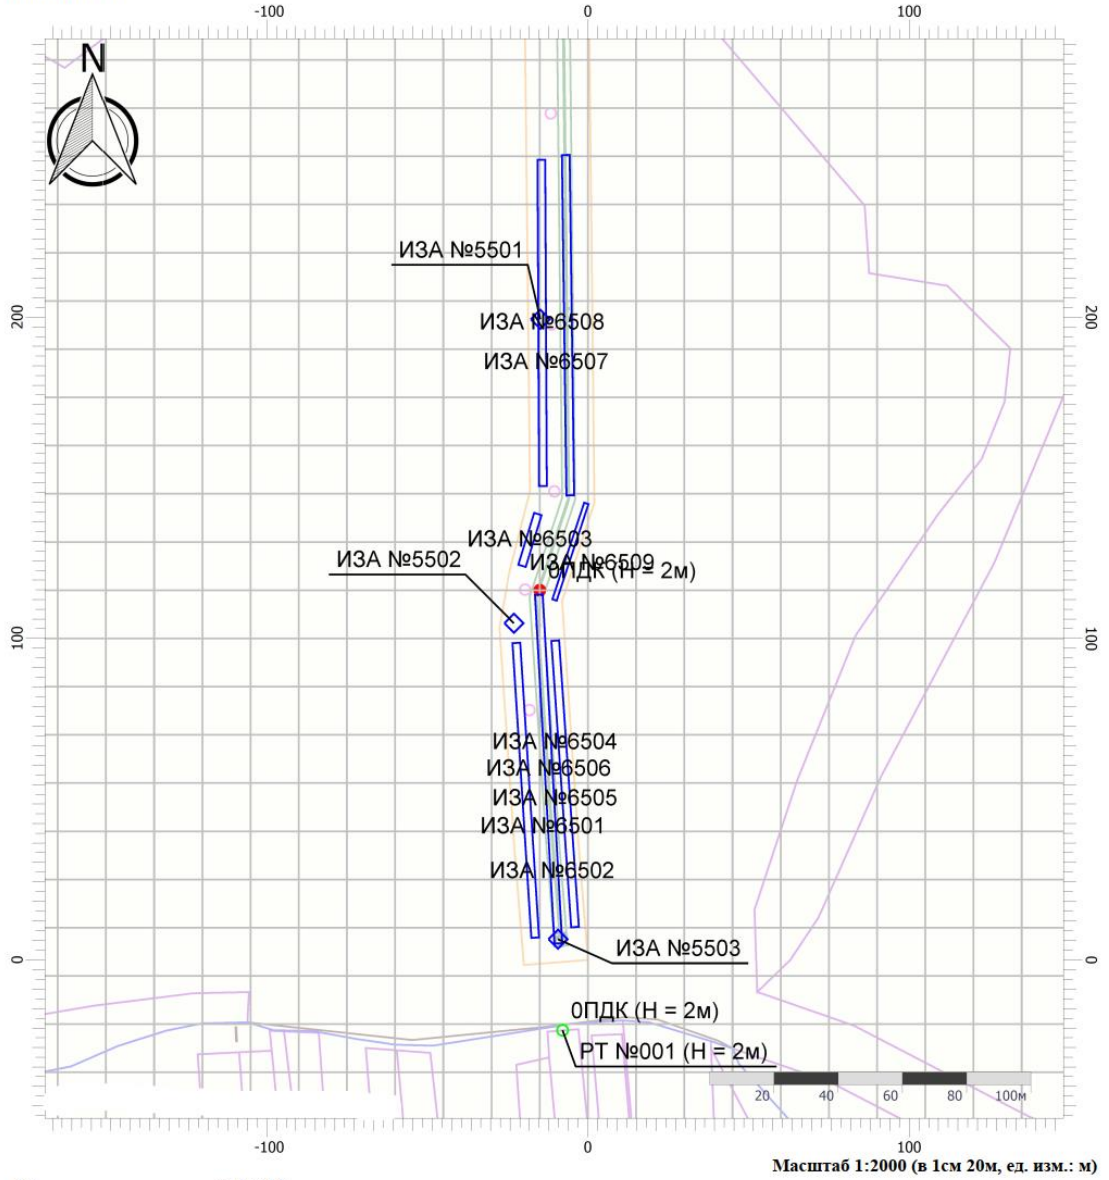 -100 0 100
N
ИЗА №5501
200 200
ИЗА №6508
ИЗА №6507
ИЗА №6503
ИЗА №5502
ИЗА №6509
0ПДК (Н = 2м)
100 100
ИЗА №6504
ИЗА №6506
ИЗА №6505
ИЗА №6501
ИЗА №6502
ИЗА №5503
0 0
0ПДК (Н = 2м)
РТ №001 (Н = 2м)
20 40 60 80 100м
-100 0 100
Масштаб 1:2000 (в 1см 20м, ед. изм.: м)